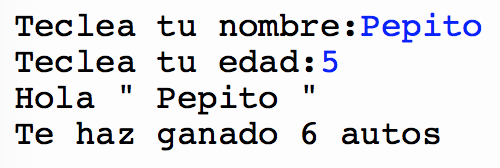 Teclea tu nombre:Pepito
Teclea tu edad:5
Hola " Pepito "
Te haz ganado 6 autos